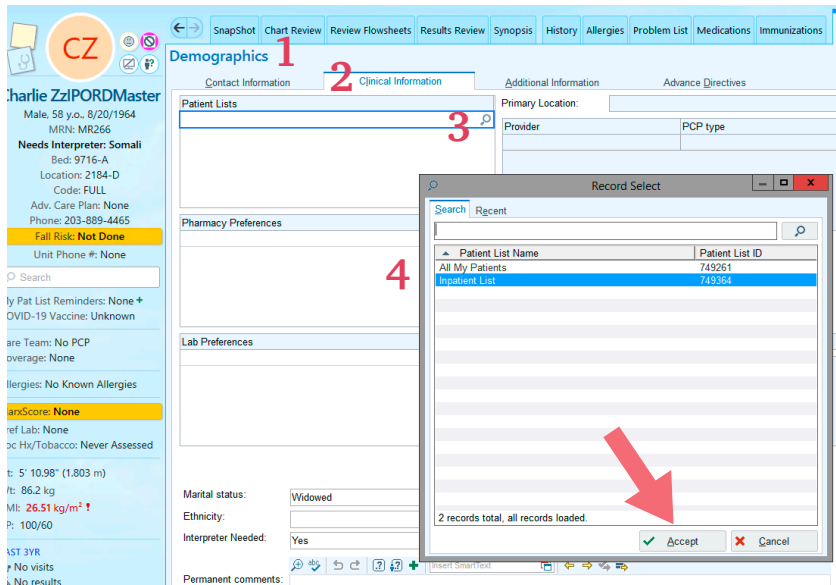 CZ
SnapShot Chart Review Review Flowsheets Results Review Synopsis History Allergies Problem List Medications Immunizations
Demographics 1
Contact Information 2 Clinical Information Additional Information Advance Directives
Charlie ZzIPORDMaster
Male, 58 y.o., 8/20/1964
MRN: MR266
Needs Interpreter: Somali
Bed: 9716-A
Location: 2184-D
Code: FULL
Adv. Care Plan: None
Phone: 203-889-4465
Fall Risk: Not Done
Unit Phone #: None
Search
My Pat List Reminders: None +
COVID-19 Vaccine: Unknown
Care Team: No PCP
Coverage: None
Allergies: No Known Allergies
arxScore: None
ref Lab: None
oc Hx/Tobacco: Never Assessed
t: 5' 10.98" (1.803 m)
t: 86.2 kg
MI: 26.51 kg/m² !
P: 100/60
AST 3YR
No visits
No results
Patient Lists
3
Pharmacy Preferences
4
Lab Preferences
Marital status: Widowed
Ethnicity:
Interpreter Needed: Yes
abc Insert SmartText
Permanent comments:
Primary Location:
Provider PCP type
Record Select
Search Recent
Patient List Name Patient List ID
All My Patients 749261
Inpatient List 749364
2 records total, all records loaded.
Accept Cancel